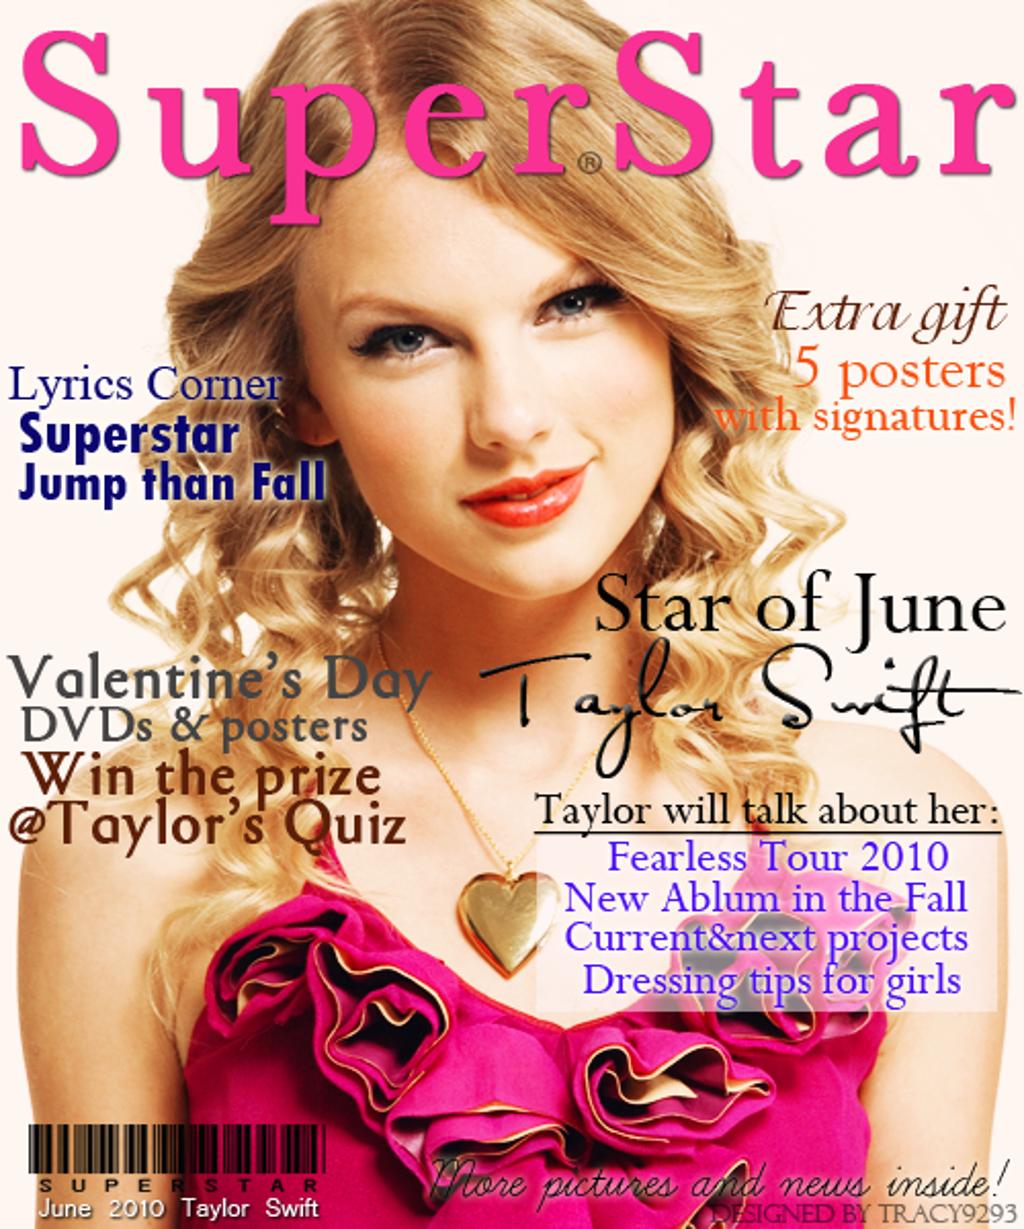 SuperStar®
Extra gift
5 posters
with signatures!
Lyrics Corner
Superstar
Jump than Fall
Star of June
Taylor Swift
Valentine's Day
DVDs & posters
Win the prize
@Taylor's Quiz
Taylor will talk about her:
Fearless Tour 2010
New Ablum in the Fall
Current&next projects
Dressing tips for girls
SUPERSTAR
June 2010 Taylor Swift
More pictures and news inside!
DESIGNED BY TRACY9293